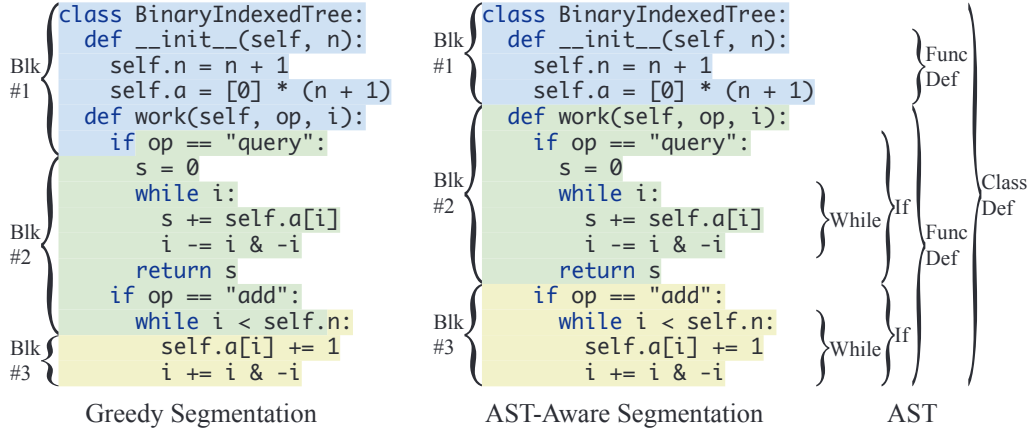 class BinaryIndexedTree:
  def __init__(self, n):
    self.n = n + 1
    self.a = [0] * (n + 1)
  def work(self, op, i):
    if op == "query":
      s = 0
      while i:
        s += self.a[i]
        i -= i & -i
      return s
    if op == "add":
      while i < self.n:
        self.a[i] += 1
        i += i & -i
Blk
#1
Blk
#2
Blk
#3
Greedy Segmentation
class BinaryIndexedTree:
  def __init__(self, n):
    self.n = n + 1
    self.a = [0] * (n + 1)
  def work(self, op, i):
    if op == "query":
      s = 0
      while i:
        s += self.a[i]
        i -= i & -i
      return s
    if op == "add":
      while i < self.n:
        self.a[i] += 1
        i += i & -i
Blk
#1
Blk
#2
Blk
#3
AST-Aware Segmentation
Func
Def
While
If
Func
Def
Class
Def
While
If
AST